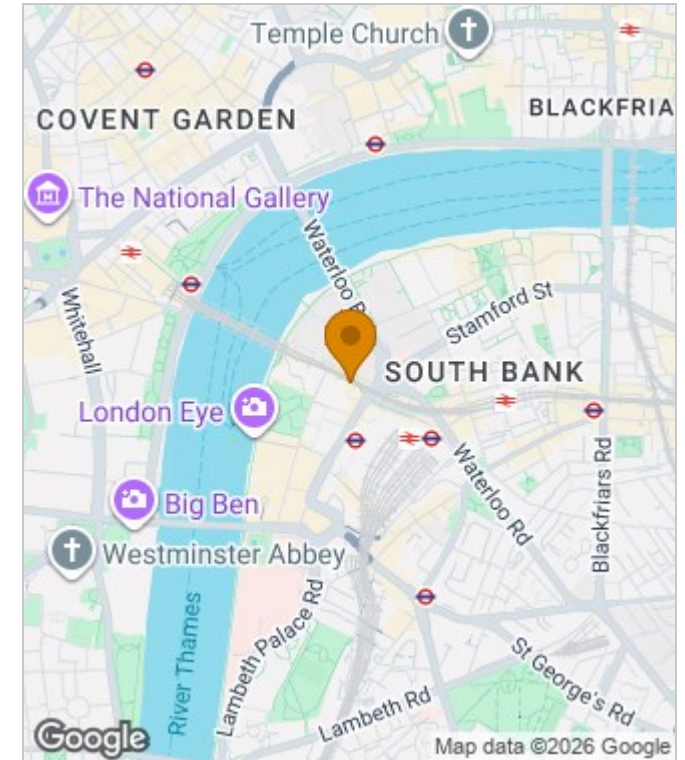 Temple Church
COVENT GARDEN
BLACKFRIA
The National Gallery
Waterloo R
Whitehall
Stamford St
SOUTH BANK
London Eye
Waterloo Rd
Blackfriars Rd
Big Ben
Westminster Abbey
River Thames
Lambeth Palace Rd
St George's Rd
Lambeth Rd
Google
Map data ©2026 Google